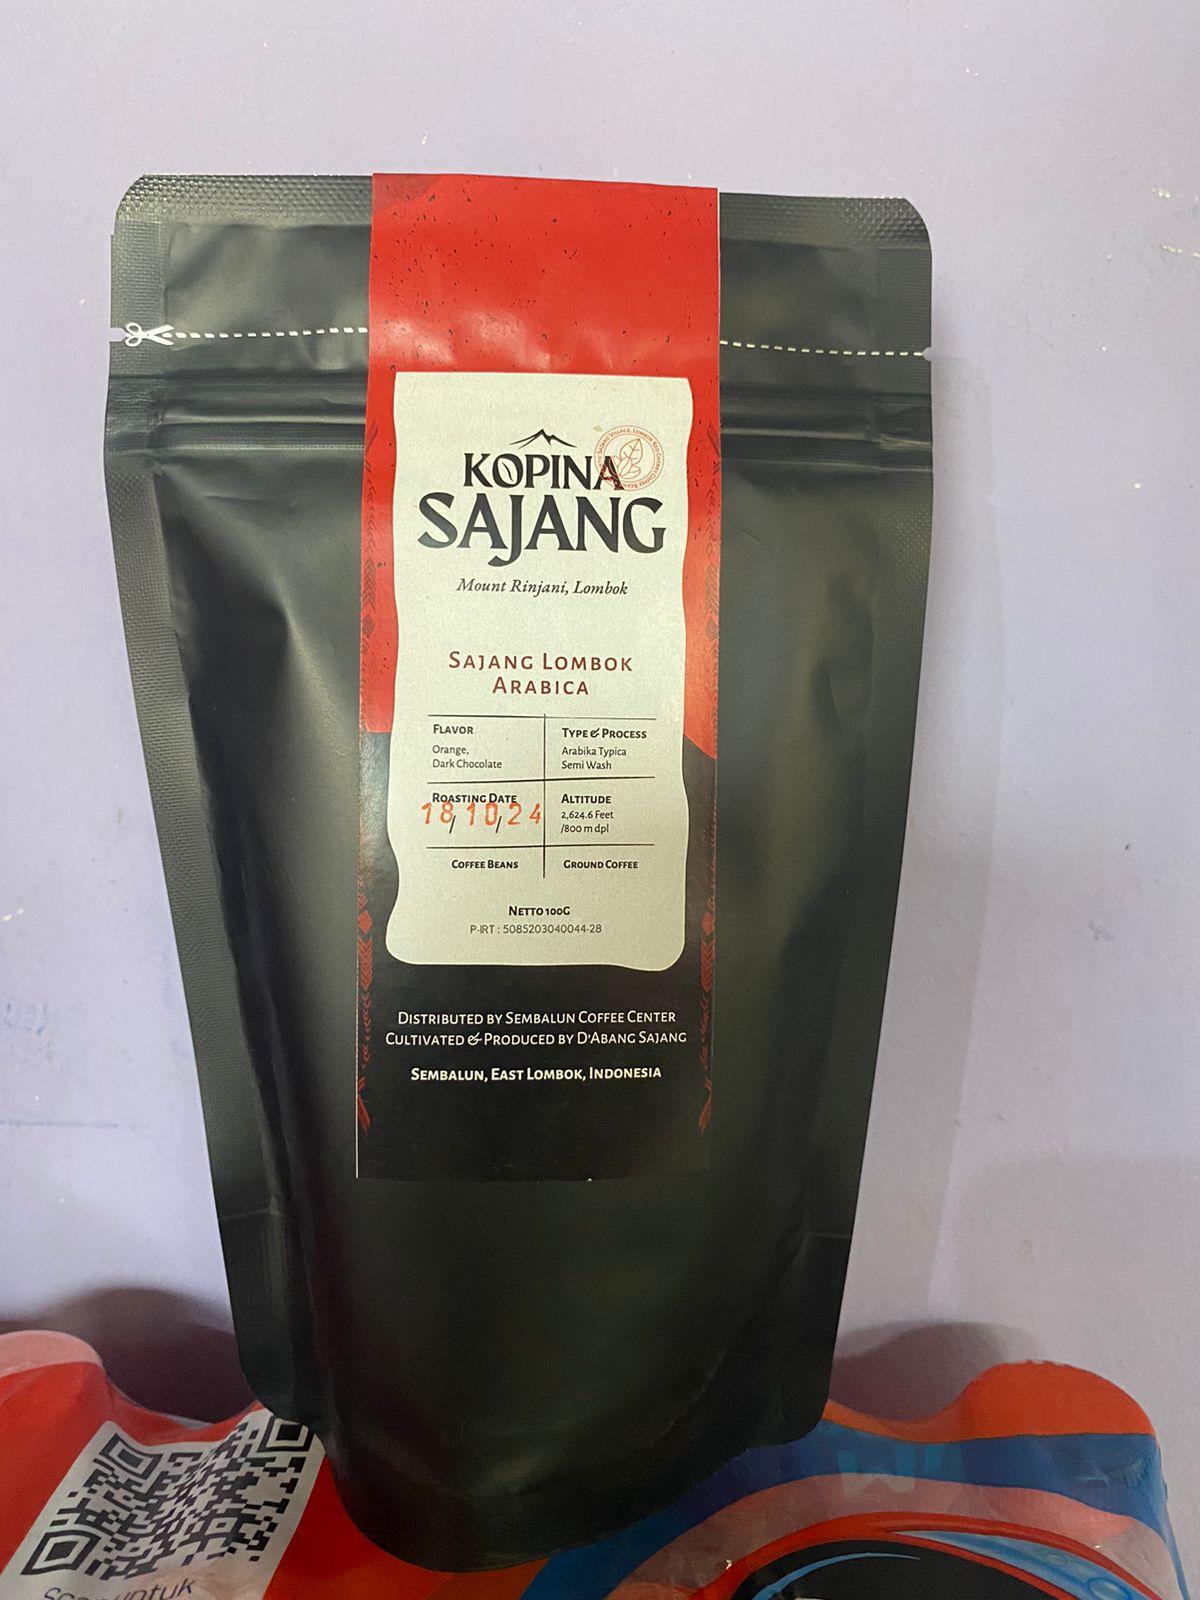 KOPINA
SAJANG
Mount Rinjani, Lombok
SAJANG LOMBOK
ARABICA
FLAVOR
Orange,
Dark Chocolate
TYPE & PROCESS
Arabika Typica
Semi Wash
ROASTING DATE
18/10/24
ALTITUDE
2,624.6 Feet
/800 m dpl
COFFEE BEANS
GROUND COFFEE
NETTO 100G
P-IRT : 5085203040044-28
DISTRIBUTED BY SEMBALUN COFFEE CENTER
CULTIVATED & PRODUCED BY D'ABANG SAJANG
SEMBALUN, EAST LOMBOK, INDONESIA